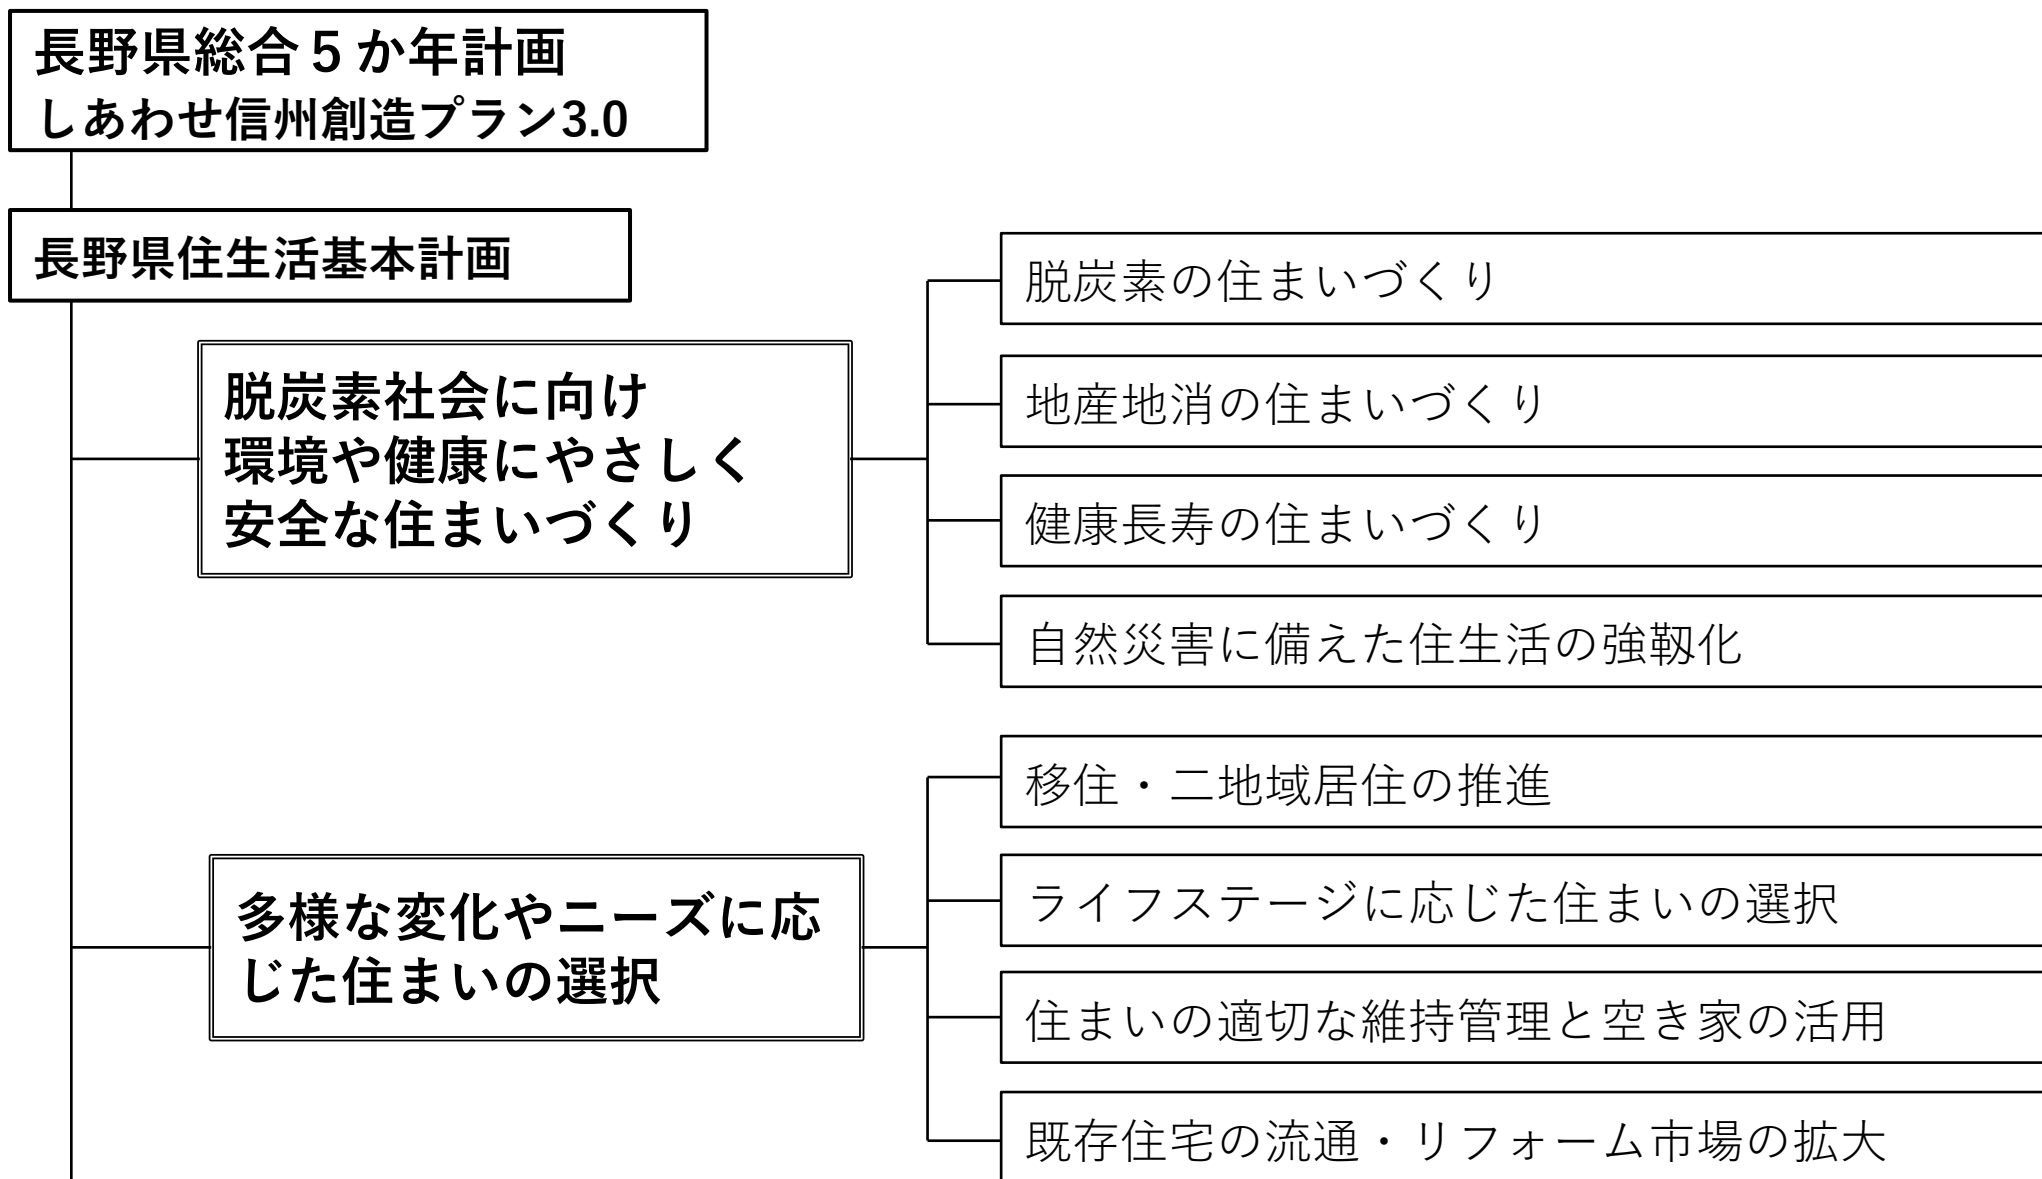 長野県総合５か年計画
しあわせ信州創造プラン3.0
長野県住生活基本計画
脱炭素社会に向け
環境や健康にやさしく
安全な住まいづくり
脱炭素の住まいづくり
地産地消の住まいづくり
健康長寿の住まいづくり
自然災害に備えた住生活の強靱化
多様な変化やニーズに応
じた住まいの選択
移住・二地域居住の推進
ライフステージに応じた住まいの選択
住まいの適切な維持管理と空き家の活用
既存住宅の流通・リフォーム市場の拡大